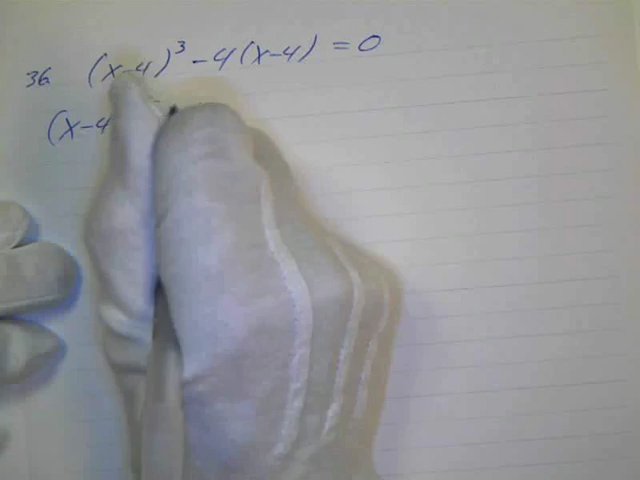 36. (x-4)³ - 4(x-4) = 0
(x-4